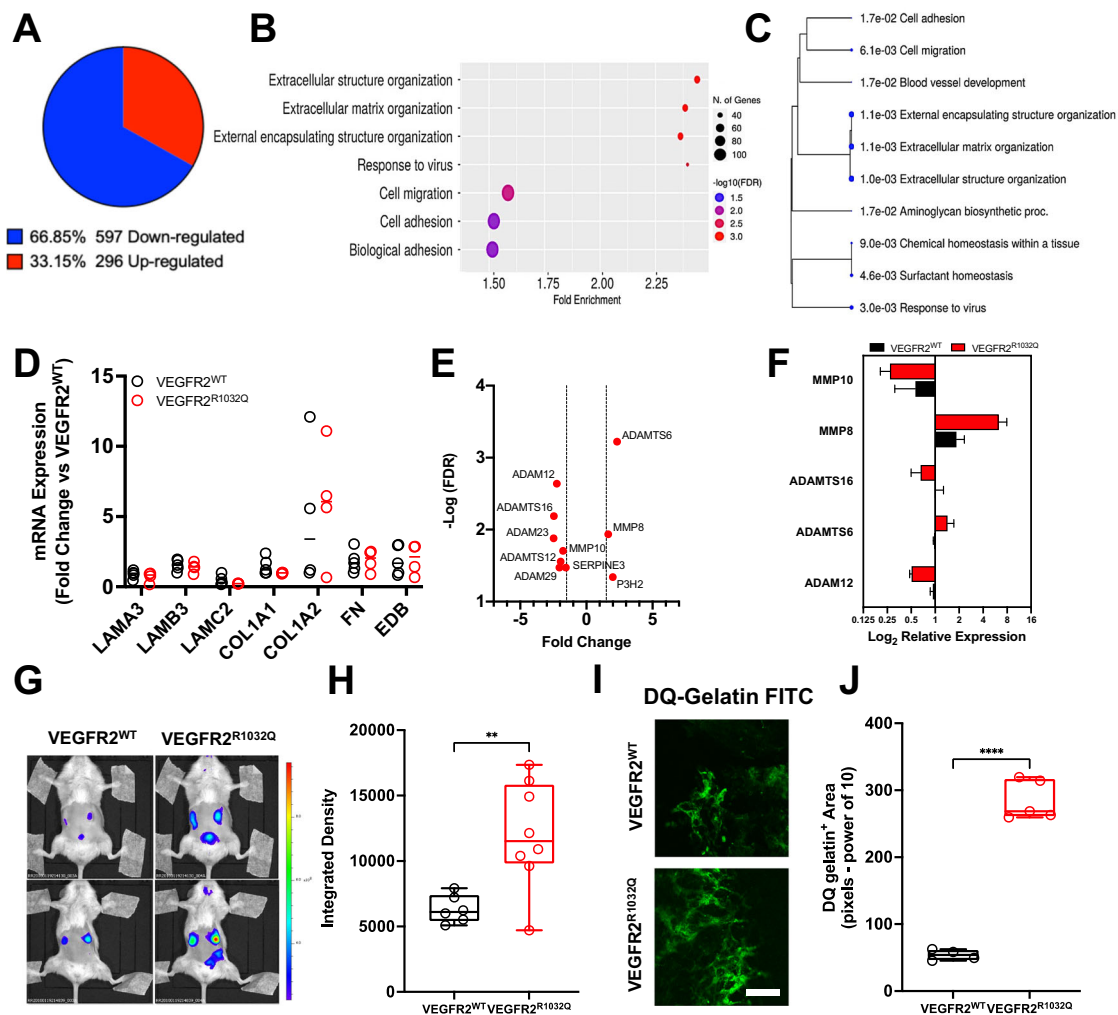 A
66.85% 597 Down-regulated
33.15% 296 Up-regulated
B
Extracellular structure organization
Extracellular matrix organization
External encapsulating structure organization
Response to virus
Cell migration
Cell adhesion
Biological adhesion
1.50
1.75
2.00
2.25
Fold Enrichment
N. of Genes
40
60
80
100
-log10(FDR)
1.5
2.0
2.5
3.0
C
1.7e-02 Cell adhesion
6.1e-03 Cell migration
1.7e-02 Blood vessel development
1.1e-03 External encapsulating structure organization
1.1e-03 Extracellular matrix organization
1.0e-03 Extracellular structure organization
1.7e-02 Aminoglycan biosynthetic proc.
9.0e-03 Chemical homeostasis within a tissue
4.6e-03 Surfactant homeostasis
3.0e-03 Response to virus
D
mRNA Expression
(Fold Change vs VEGFR2WT)
15
10
5
0
VEGFR2WT
VEGFR2R1032Q
LAMA3
LAMB3
LAMC2
COL1A1
COL1A2
FN
EDB
E
-Log (FDR)
4
3
2
1
ADAMTS6
ADAM12
ADAMTS16
ADAM23
MMP8
MMP10
ADAMTS12
SERPINE3
ADAM29
P3H2
-5
0
5
Fold Change
F
VEGFR2WT
VEGFR2R1032Q
MMP10
MMP8
ADAMTS16
ADAMTS6
ADAM12
0.125 0.25 0.5 1 2 4 8 16
Log2 Relative Expression
G
VEGFR2WT
VEGFR2R1032Q
H
Integrated Density
20000
15000
10000
5000
0
**
VEGFR2WT
VEGFR2R1032Q
I
DQ-Gelatin FITC
VEGFR2WT
VEGFR2R1032Q
J
DQ gelatin+ Area
(pixels - power of 10)
400
300
200
100
0
****
VEGFR2WT
VEGFR2R1032Q